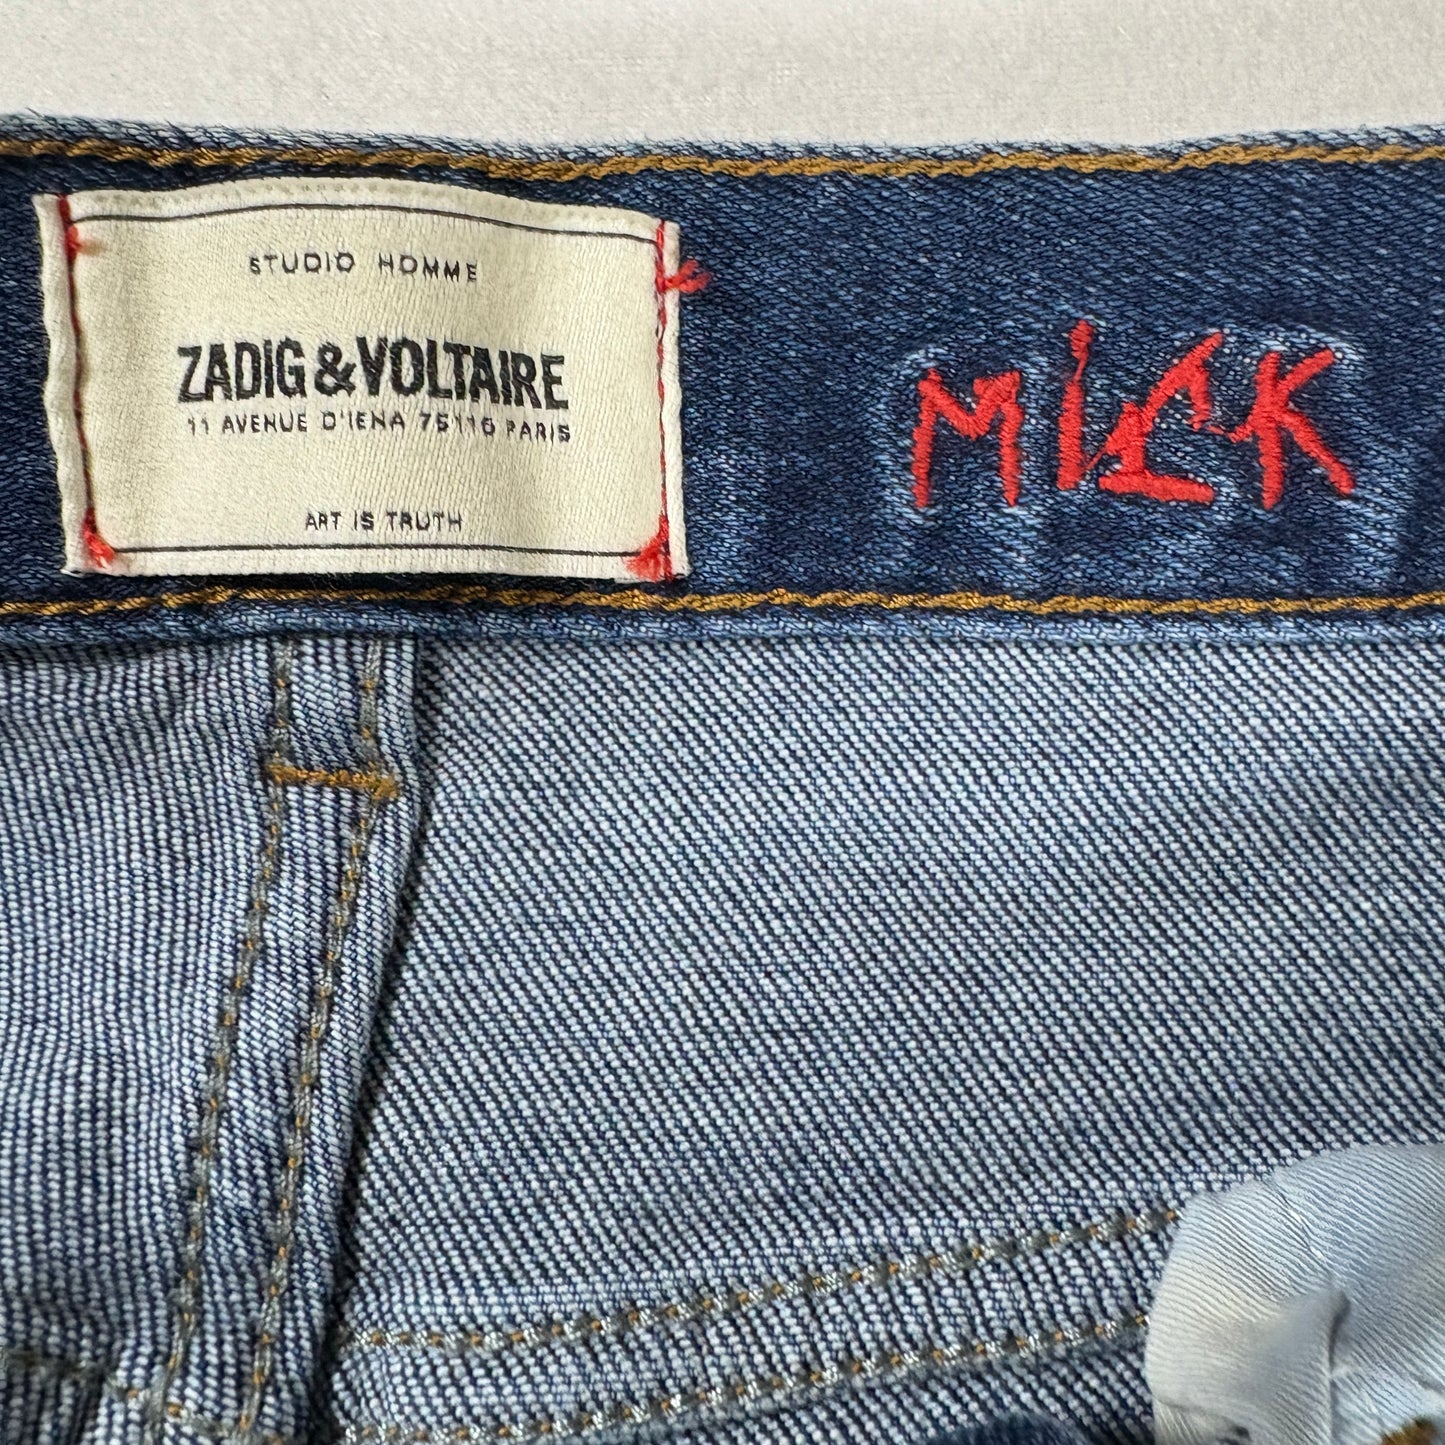 STUDIO HOMME
ZADIG&VOLTAIRE
11 AVENUE D'IENA 75116 PARIS
ART IS TRUTH
MICK